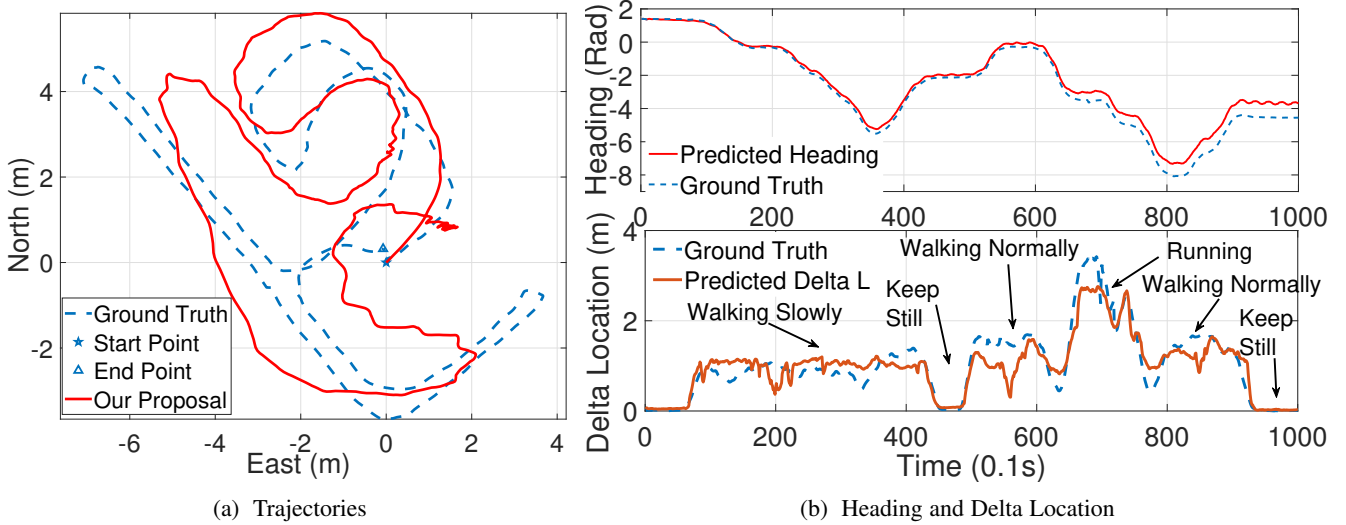 4
2
0
-2
North (m)
-6
-4
-2
0
2
4
East (m)
Ground Truth
Start Point
End Point
Our Proposal
(a) Trajectories
2
0
-2
-4
-6
-8
Heading (Rad)
Predicted Heading
Ground Truth
0
200
400
600
800
1000
4
2
0
Delta Location (m)
Ground Truth
Predicted Delta L
Walking Slowly
Keep
Still
Walking Normally
Running
Walking Normally
Keep
Still
0
200
400
600
800
1000
Time (0.1s)
(b) Heading and Delta Location